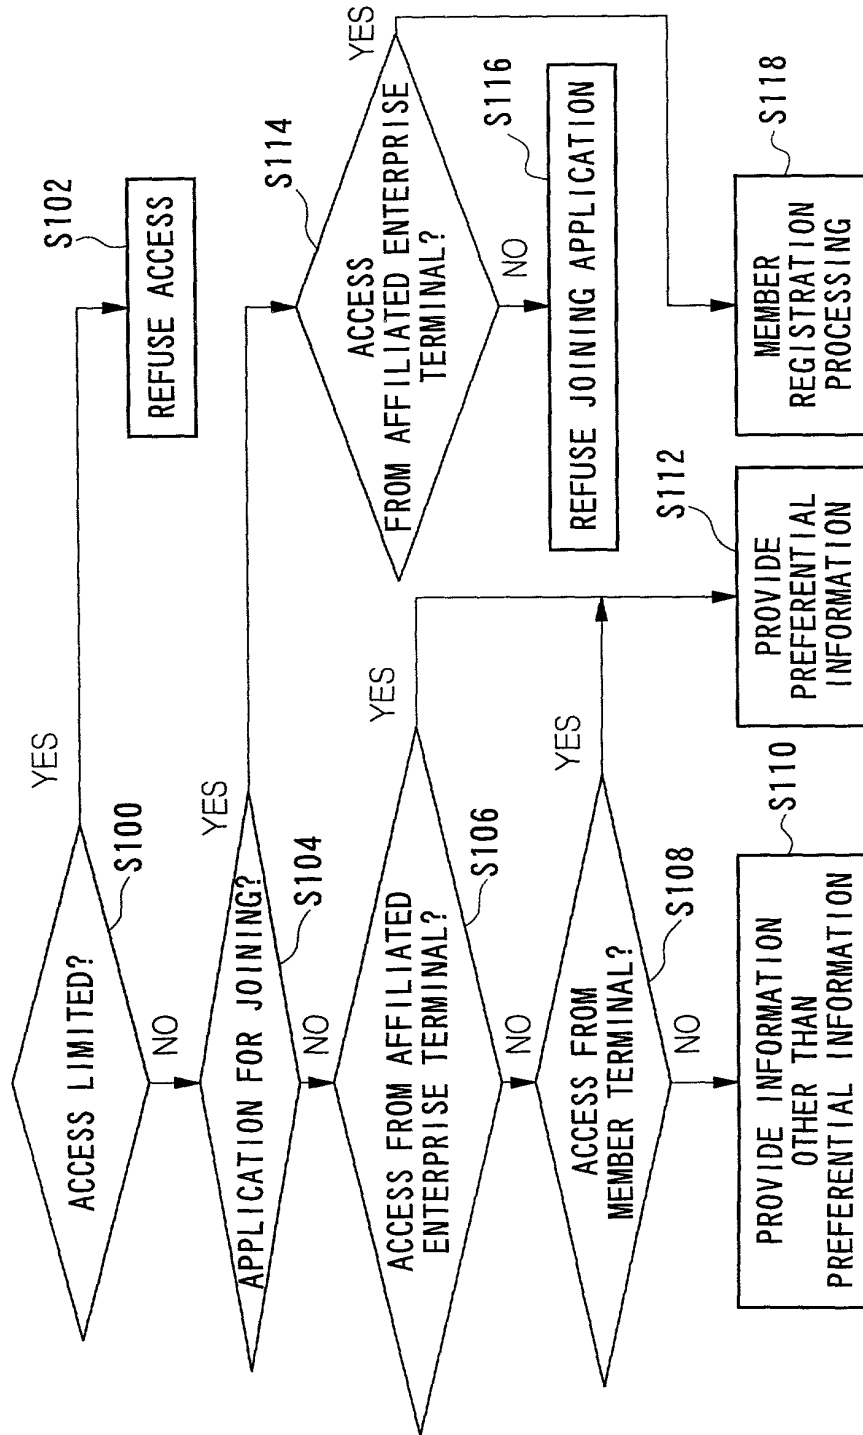 ACCESS LIMITED?
S100
YES
NO
REFUSE ACCESS
S102
APPLICATION FOR JOINING?
S104
YES
NO
ACCESS
FROM AFFILIATED ENTERPRISE
TERMINAL?
S114
YES
NO
REFUSE JOINING APPLICATION
S116
ACCESS FROM AFFILIATED
ENTERPRISE TERMINAL?
S106
YES
NO
ACCESS FROM
MEMBER TERMINAL?
S108
YES
NO
PROVIDE INFORMATION
OTHER THAN
PREFERENTIAL INFORMATION
S110
PROVIDE
PREFERENTIAL
INFORMATION
S112
MEMBER
REGISTRATION
PROCESSING
S118